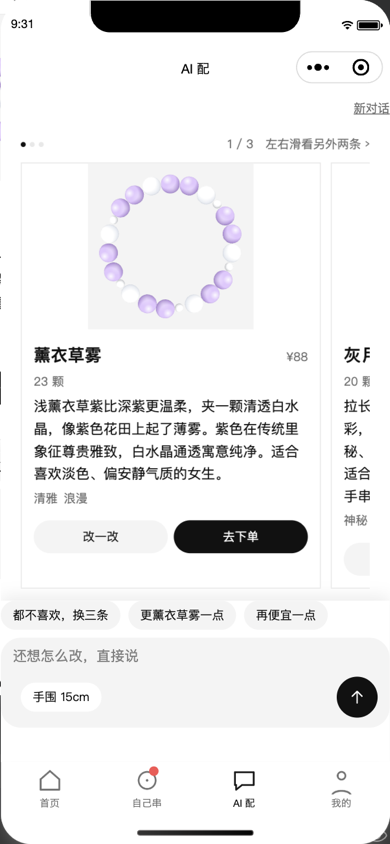 9:31
AI 配
新对话
1 / 3 左右滑看另外两条 >
薰衣草雾
¥88
23 颗
浅薰衣草紫比深紫更温柔，夹一颗清透白水
晶，像紫色花田上起了薄雾。紫色在传统里
象征尊贵雅致，白水晶通透寓意纯净。适合
喜欢淡色、偏安静气质的女生。
清雅 浪漫
改一改
去下单
灰月
20 颗
拉长
彩，
秘、
适合
手串
神秘
都不喜欢，换三条
更薰衣草雾一点
再便宜一点
还想怎么改，直接说
手围 15cm
首页
自己串
AI 配
我的